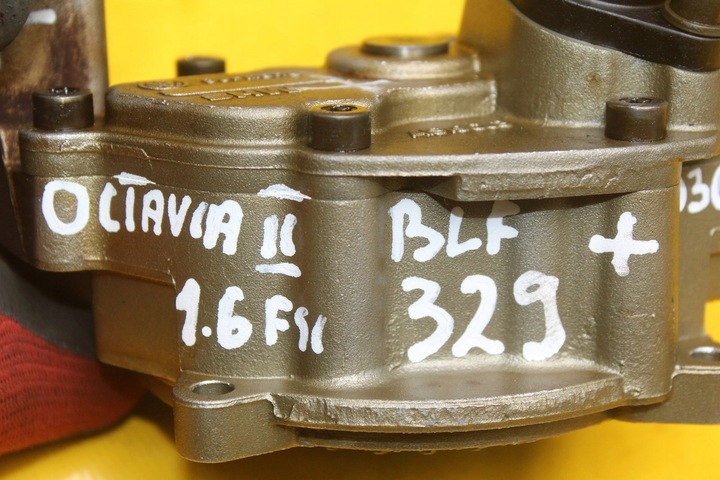 OCTAVIA II BLF +
1.6 FSI 329